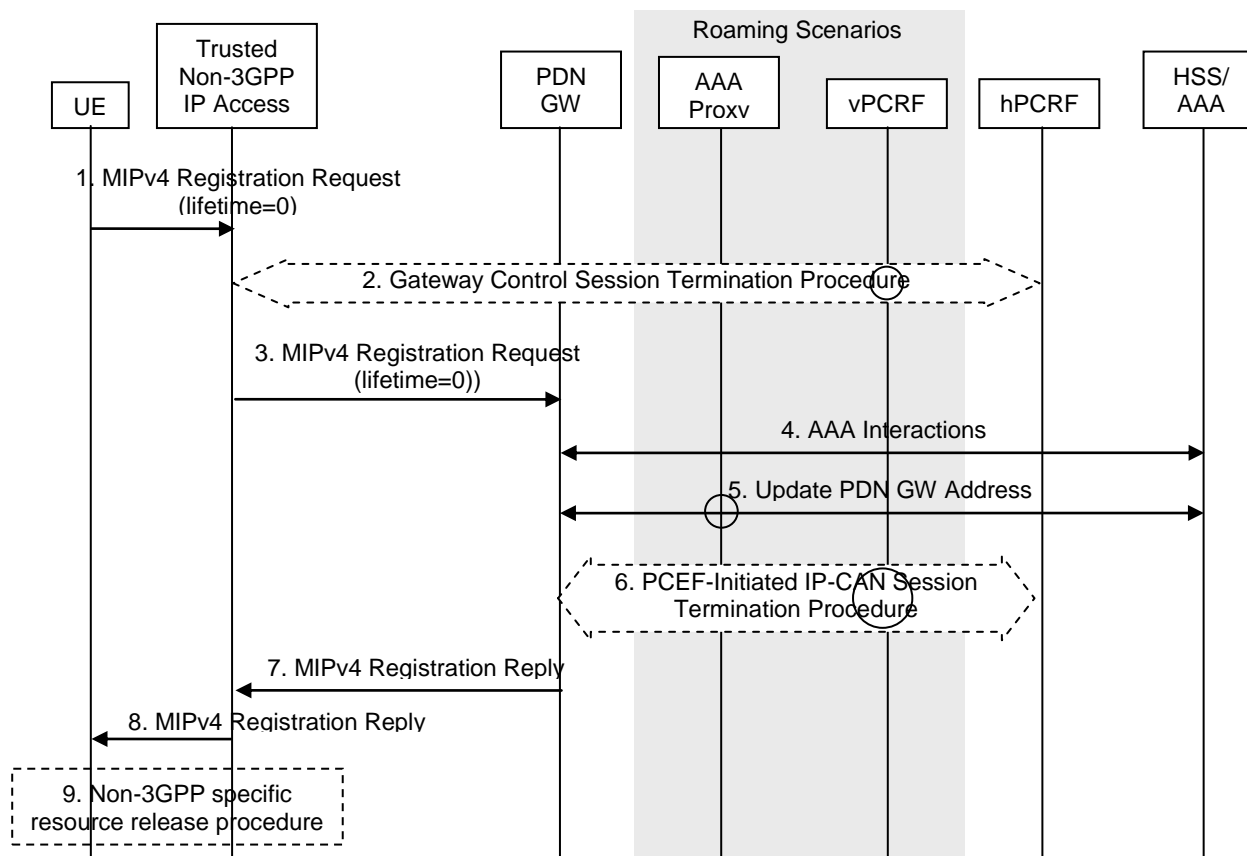 Roaming Scenarios
UE
Trusted
Non-3GPP
IP Access
PDN
GW
AAA
Proxv
vPCRF
hPCRF
HSS/
AAA
1. MIPv4 Registration Request
(lifetime=0)
2. Gateway Control Session Termination Procedure
3. MIPv4 Registration Request
(lifetime=0))
4. AAA Interactions
5. Update PDN GW Address
6. PCEF-Initiated IP-CAN Session
Termination Procedure
7. MIPv4 Registration Reply
8. MIPv4 Registration Reply
9. Non-3GPP specific
resource release procedure